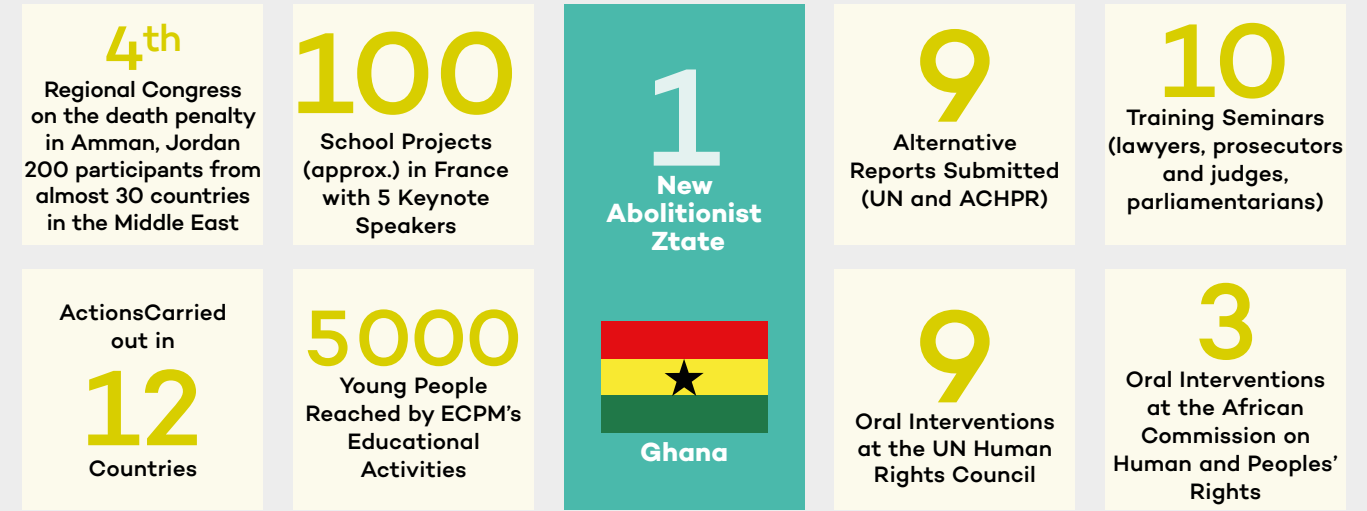 4th
Regional Congress
on the death penalty
in Amman, Jordan
200 participants from
almost 30 countries
in the Middle East
100
School Projects
(approx.) in France
with 5 Keynote
Speakers
1
New
Abolitionist
Ztate
Ghana
9
Alternative
Reports Submitted
(UN and ACHPR)
10
Training Seminars
(lawyers, prosecutors
and judges,
parliamentarians)
ActionsCarried
out in
12
Countries
5000
Young People
Reached by ECPM’s
Educational
Activities
9
Oral Interventions
at the UN Human
Rights Council
3
Oral Interventions
at the African
Commission on
Human and Peoples’
Rights